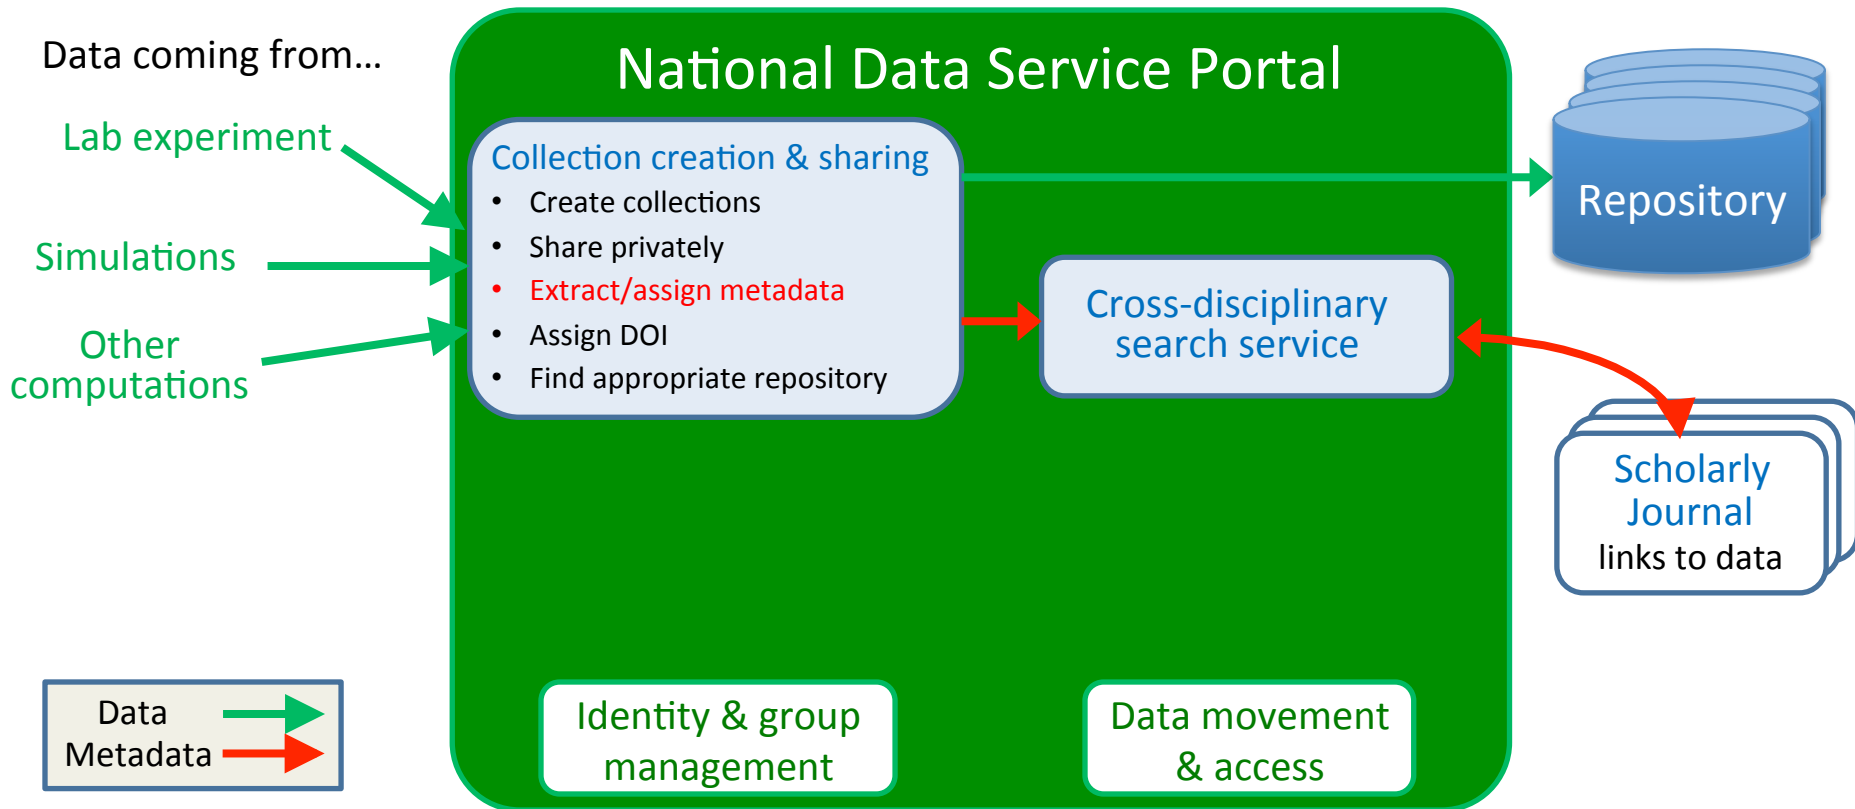 Data coming from…
Lab experiment
Simulations
Other
computations
National Data Service Portal
Collection creation & sharing
• Create collections
• Share privately
• Extract/assign metadata
• Assign DOI
• Find appropriate repository
Cross-disciplinary
search service
Repository
Scholarly
Journal
links to data
Data
Metadata
Identity & group
management
Data movement
& access